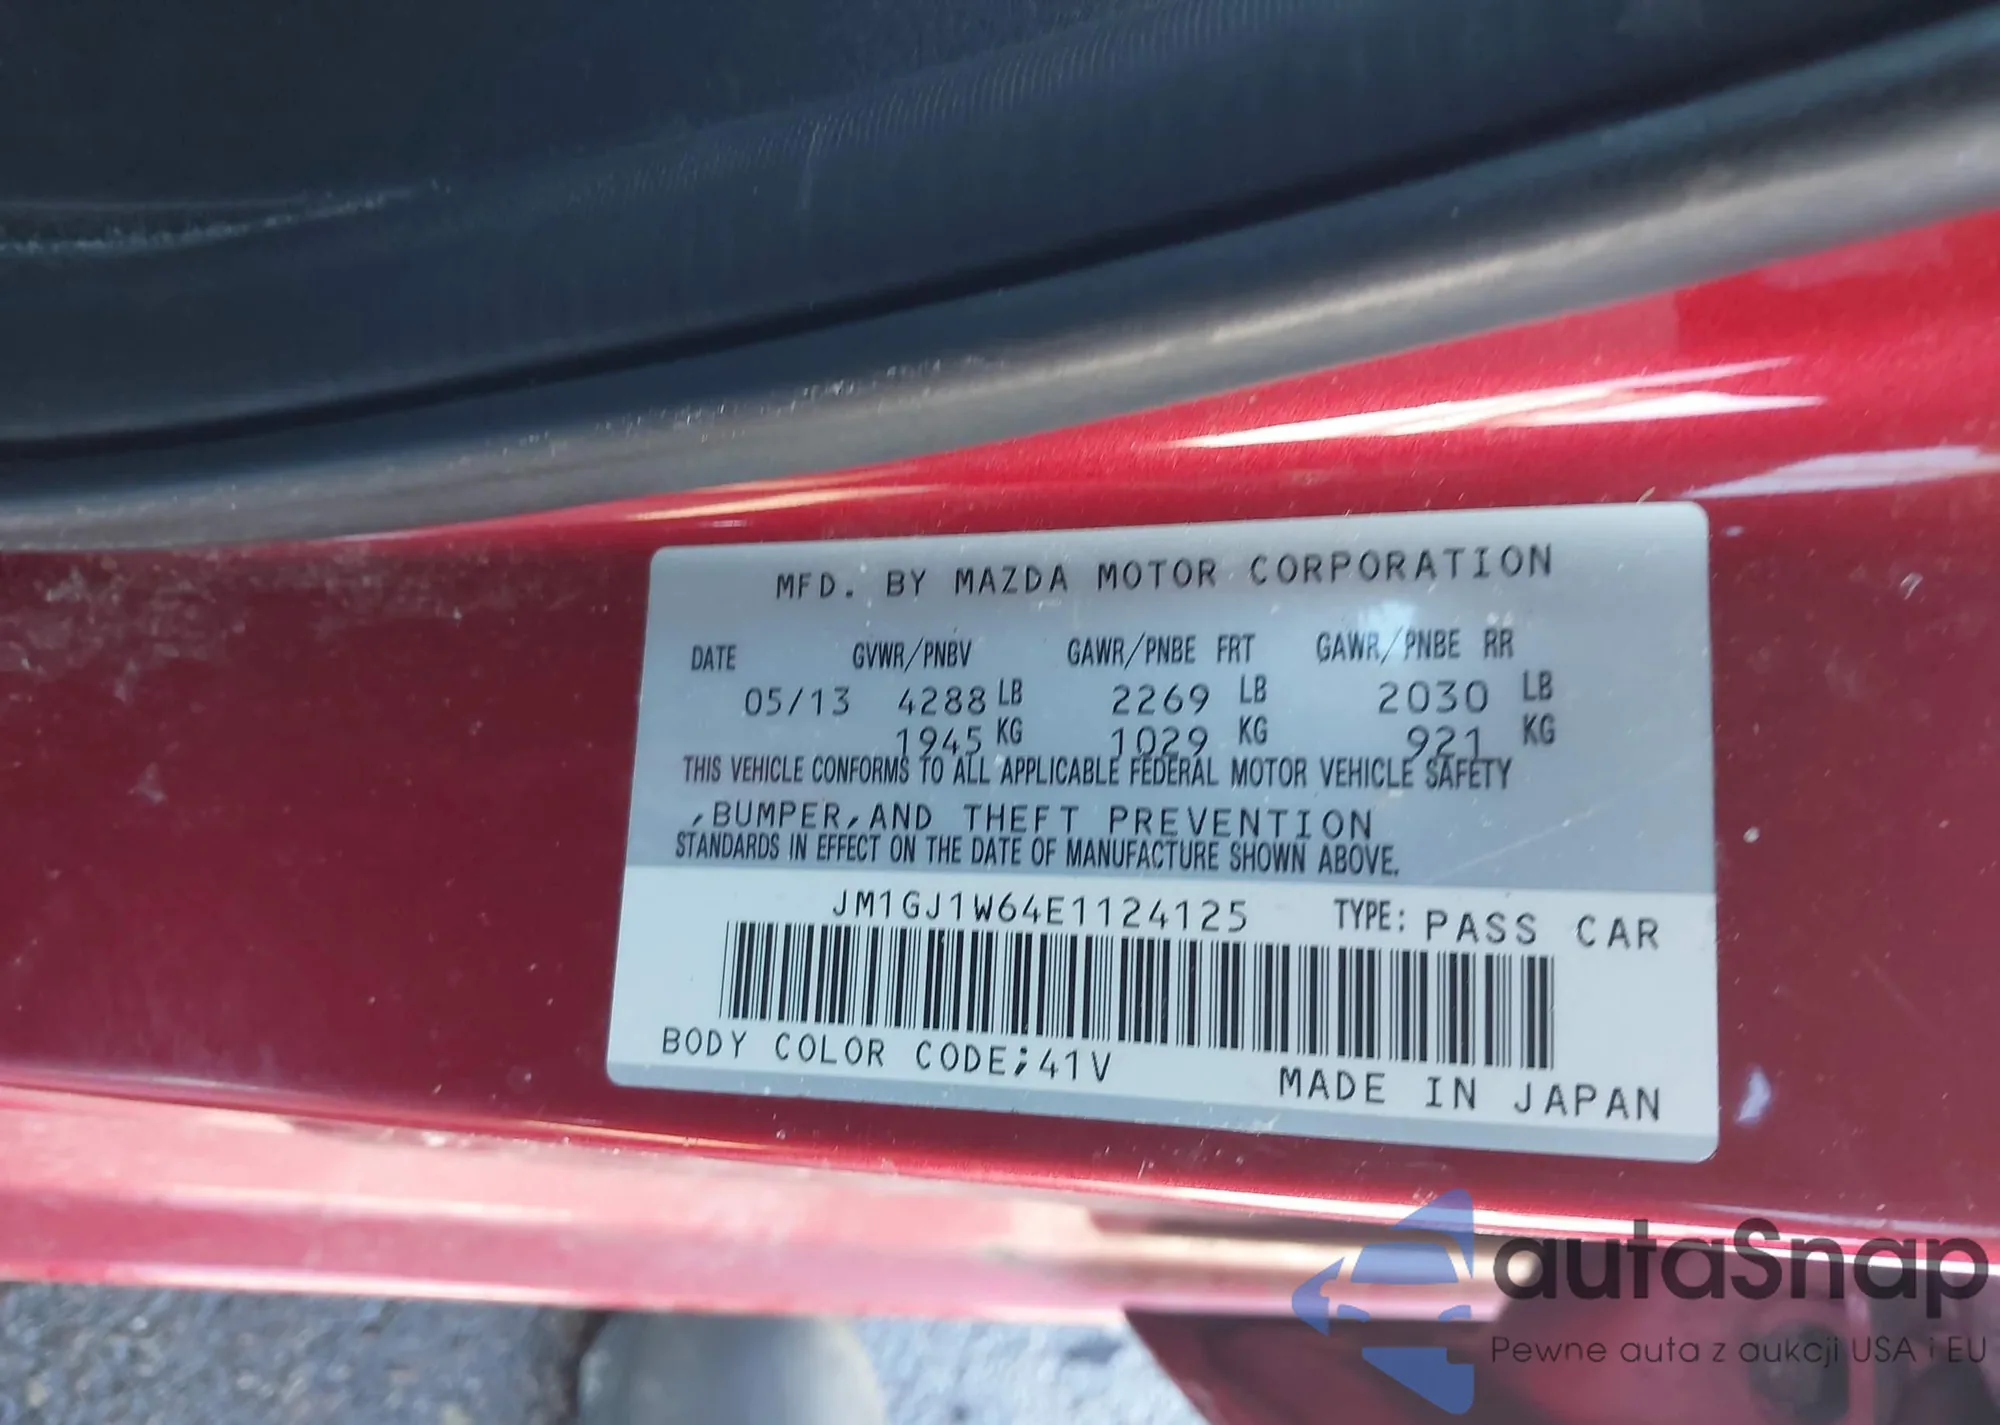 MFD. BY MAZDA MOTOR CORPORATION
DATE GVWR/PNBV GAWR/PNBE FRT GAWR/PNBE RR
05/13 4288 LB 2269 LB 2030 LB
1945 KG 1029 KG 921 KG
THIS VEHICLE CONFORMS TO ALL APPLICABLE FEDERAL MOTOR VEHICLE SAFETY
,BUMPER,AND THEFT PREVENTION
STANDARDS IN EFFECT ON THE DATE OF MANUFACTURE SHOWN ABOVE.
JM1GJ1W64E1124125 TYPE: PASS CAR
BODY COLOR CODE;41V
MADE IN JAPAN
autaSnap
Pewne auta z aukcji USA i EU